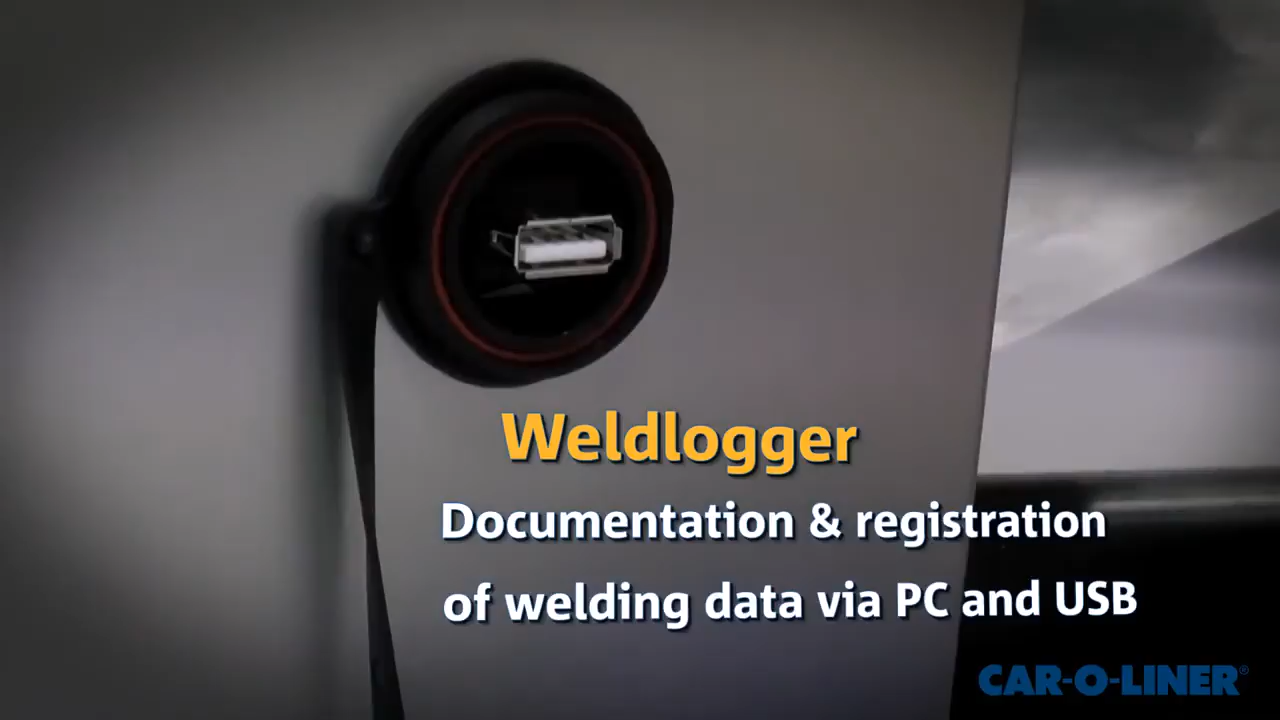 Weldlogger
Documentation & registration
of welding data via PC and USB
CAR-O-LINER®